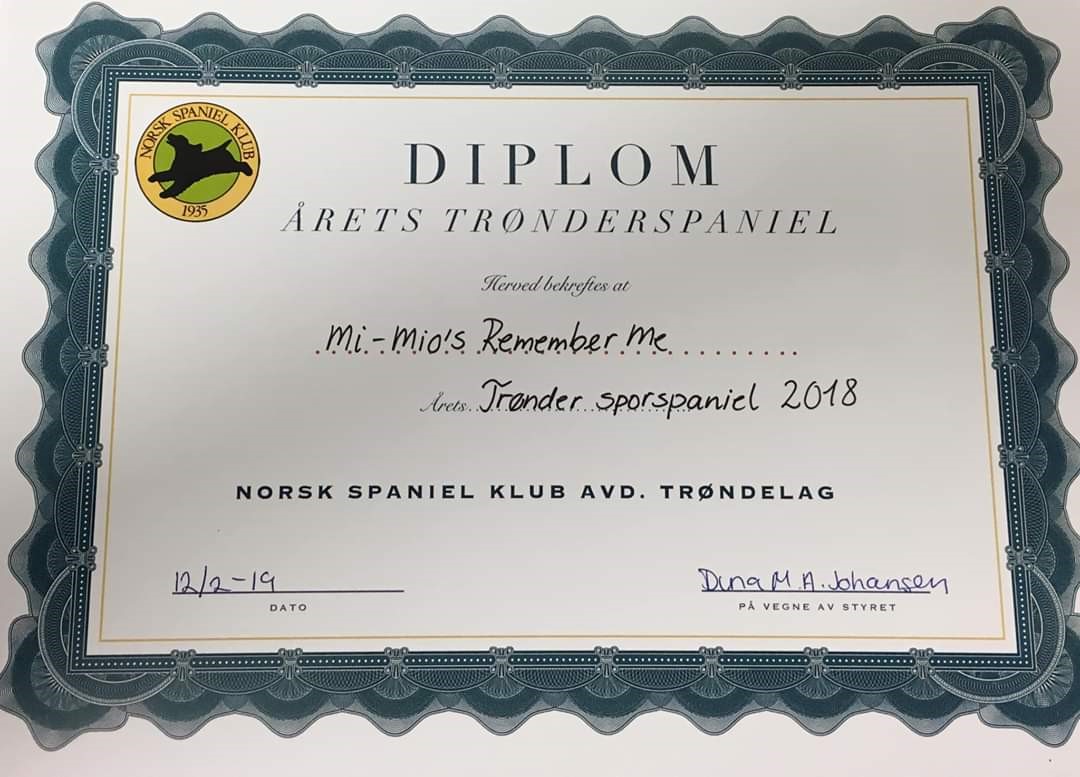 NORSK SPANIEL KLUB
1935
DIPLOM
ÅRETS TRØNDERSPANIEL
Herved bekreftes at
Mi-Mio's Remember Me
Årets Trønder sporspaniel 2018
NORSK SPANIEL KLUB AVD. TRØNDELAG
12/2-19
DATO
Dina M. A. Johansen
PÅ VEGNE AV STYRET